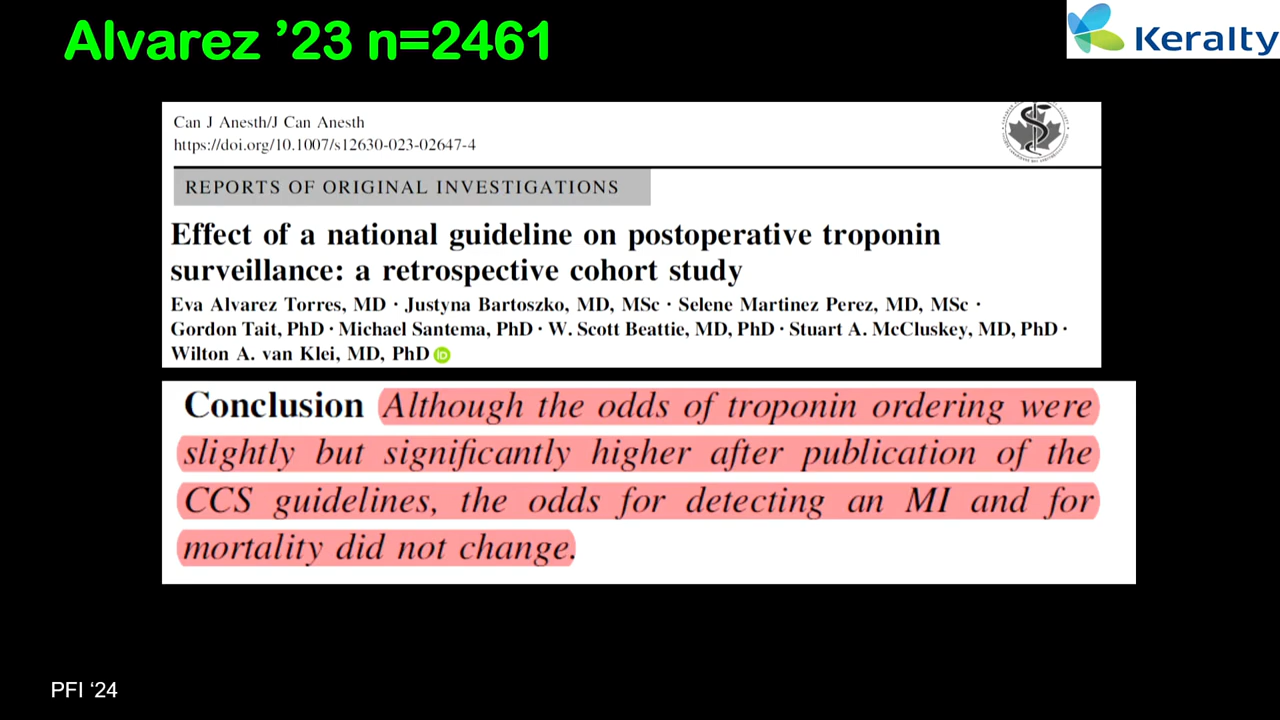 Alvarez ’23 n=2461
Keralty
Can J Anesth/J Can Anesth
https://doi.org/10.1007/s12630-023-02647-4
REPORTS OF ORIGINAL INVESTIGATIONS
Effect of a national guideline on postoperative troponin
surveillance: a retrospective cohort study
Eva Alvarez Torres, MD · Justyna Bartoszko, MD, MSc · Selene Martinez Perez, MD, MSc ·
Gordon Tait, PhD · Michael Santema, PhD · W. Scott Beattie, MD, PhD · Stuart A. McCluskey, MD, PhD ·
Wilton A. van Klei, MD, PhD iD
Conclusion Although the odds of troponin ordering were
slightly but significantly higher after publication of the
CCS guidelines, the odds for detecting an MI and for
mortality did not change.
PFI ‘24